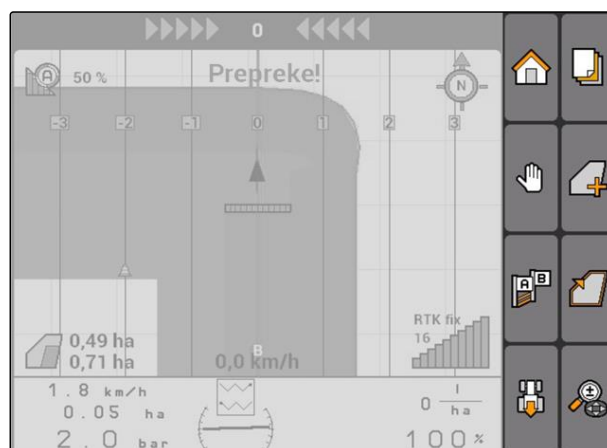 0
A
50 %
Prepreke!
N
-3 -2 -1 0 1 2 3
A
A B
RTK fix
16
0,49 ha
0,71 ha
B
0,0 km/h
1.8 km/h
0.05 ha
2.0 bar
0 l/ha
100 %